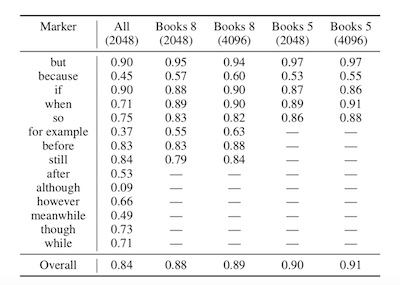 Marker All Books 8 Books 8 Books 5 Books 5
(2048) (2048) (4096) (2048) (4096)
but 0.90 0.95 0.94 0.97 0.97
because 0.45 0.57 0.60 0.53 0.55
if 0.90 0.88 0.90 0.87 0.86
when 0.71 0.89 0.90 0.89 0.91
so 0.75 0.83 0.82 0.86 0.88
for example 0.37 0.55 0.63 — —
before 0.83 0.83 0.88 — —
still 0.84 0.79 0.84 — —
after 0.53 — — — —
although 0.09 — — — —
however 0.66 — — — —
meanwhile 0.49 — — — —
though 0.73 — — — —
while 0.71 — — — —
Overall 0.84 0.88 0.89 0.90 0.91